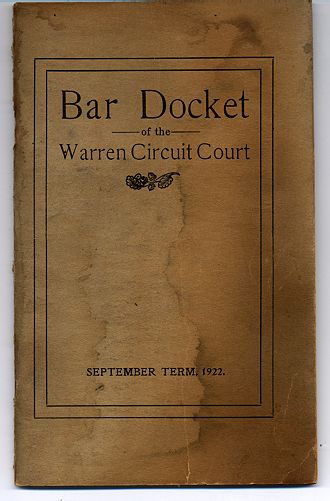 Bar Docket
of the
Warren Circuit Court
SEPTEMBER TERM, 1922.